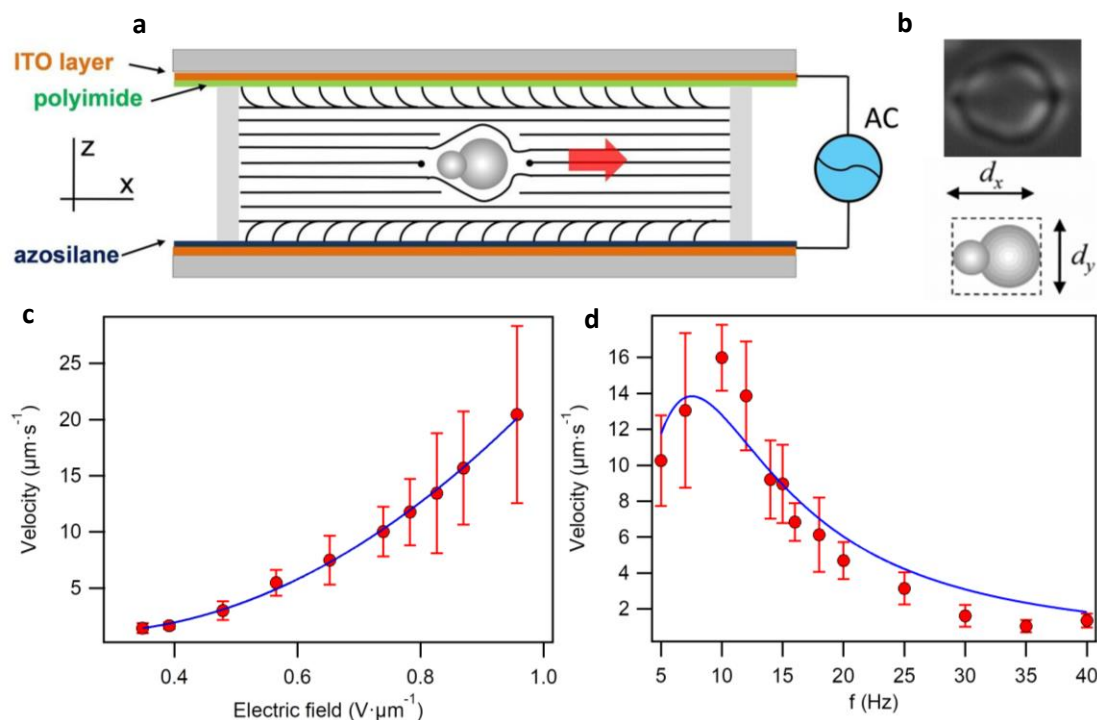 a
b
ITO layer
polyimide
z
x
azosilane
AC
dx
dy
c
Velocity (μm·s⁻¹)
25
20
15
10
5
0.4 0.6 0.8 1.0
Electric field (V·μm⁻¹)
d
Velocity (μm·s⁻¹)
16
14
12
10
8
6
4
2
5 10 15 20 25 30 35 40
f (Hz)